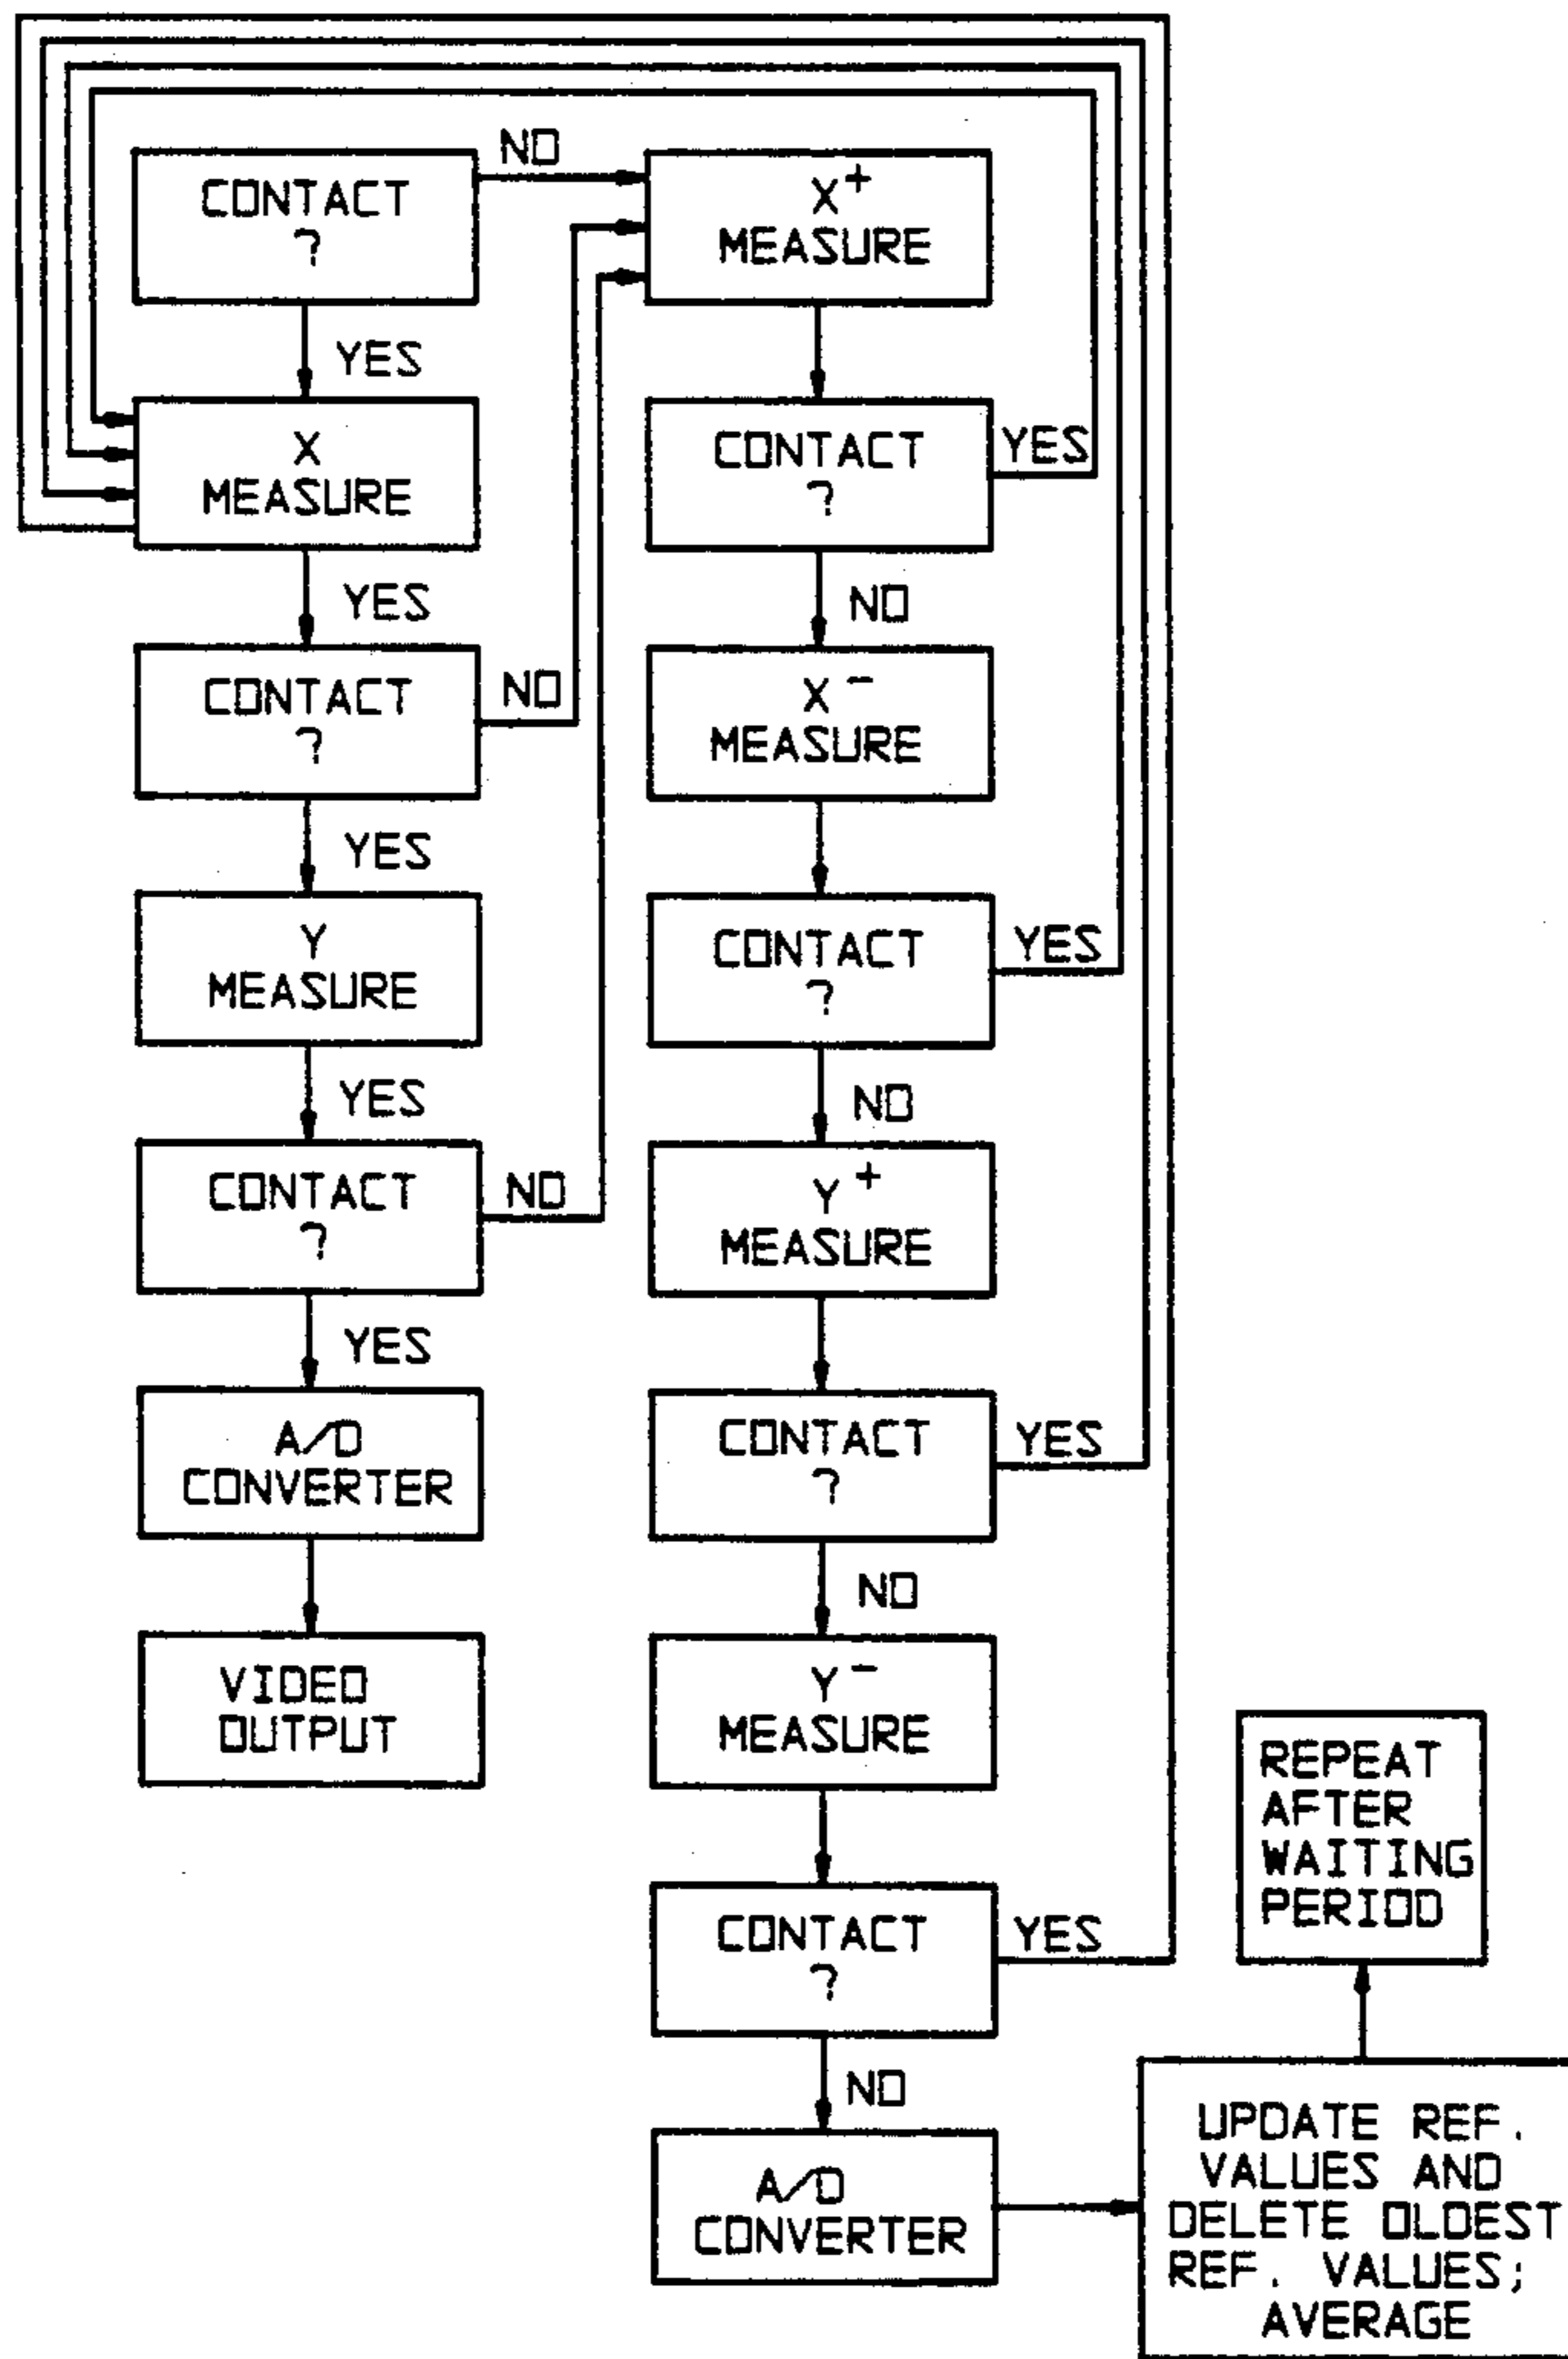 CONTACT
?
NO
X+
MEASURE
YES
X
MEASURE
CONTACT
?
YES
YES
NO
CONTACT
?
NO
X-
MEASURE
YES
Y
MEASURE
CONTACT
?
YES
YES
NO
CONTACT
?
NO
Y+
MEASURE
YES
A/D
CONVERTER
CONTACT
?
YES
NO
VIDEO
OUTPUT
Y-
MEASURE
REPEAT
AFTER
WAITING
PERIOD
CONTACT
?
YES
NO
A/D
CONVERTER
UPDATE REF.
VALUES AND
DELETE OLDEST
REF. VALUES;
AVERAGE